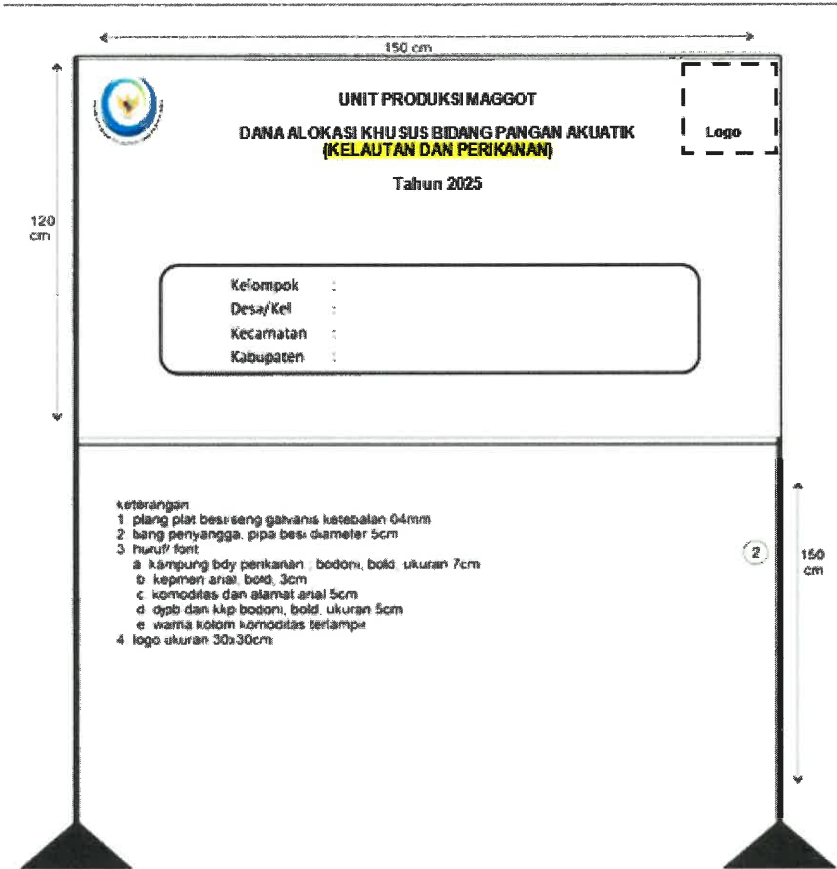 150 cm
UNIT PRODUKSI MAGGOT
DANA ALOKASI KHUSUS BIDANG PANGAN AKUATIK
(KELAUTAN DAN PERIKANAN)
Logo
Tahun 2025
120
cm
Kelompok :
Desa/Kel :
Kecamatan :
Kabupaten :
keterangan
1 plang plat besi seng galvanis ketebalan 04mm
2 tiang penyangga, pipa besi diameter 5cm
3 huruf/ font
a kampung bdy perikanan : bodoni, bold, ukuran 7cm
b kepmen arial, bold, 3cm
c komoditas dan alamat arial 5cm
d djpb dan kkp bodoni, bold, ukuran 5cm
e warna kolom komoditas terlampir
4 logo ukuran 30x30cm
2
150
cm